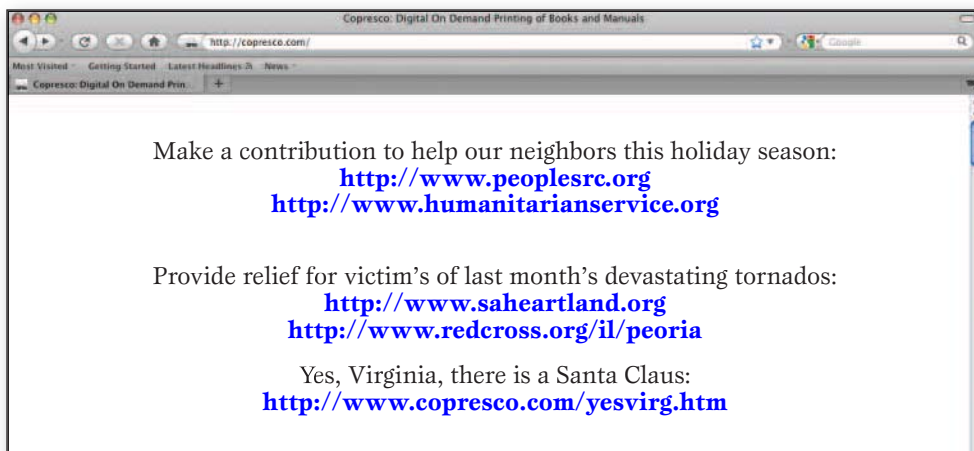 Copresco: Digital On Demand Printing of Books and Manuals
http://copresco.com/
Google
Most Visited Getting Started Latest Headlines News
Copresco: Digital On Demand Prin...
Make a contribution to help our neighbors this holiday season:
http://www.peoplesrc.org
http://www.humanitarianservice.org
Provide relief for victim's of last month's devastating tornados:
http://www.saheartland.org
http://www.redcross.org/il/peoria
Yes, Virginia, there is a Santa Claus:
http://www.copresco.com/yesvirg.htm